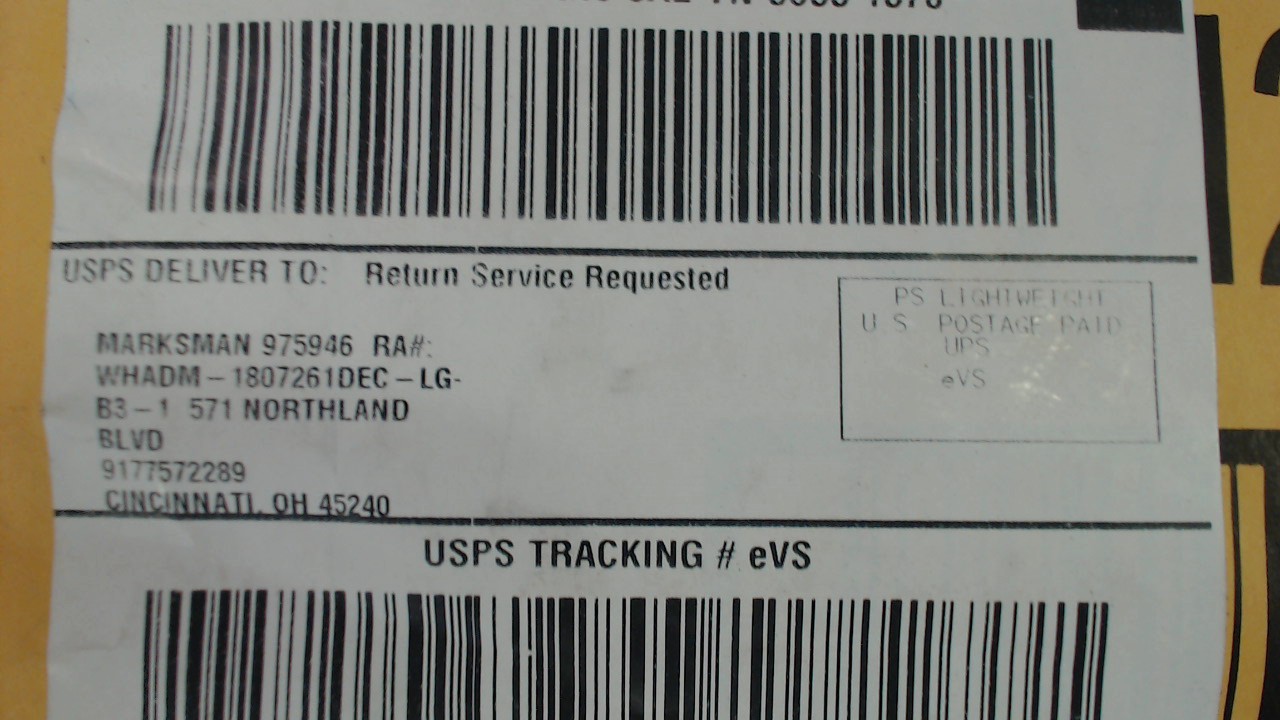 USPS DELIVER TO: Return Service Requested
MARKSMAN 975946 RA#:
WHADM-1807261DEC-LG-
B3-1 571 NORTHLAND
BLVD
9177572289
CINCINNATI, OH 45240
PS LIGHTWEIGHT
U.S. POSTAGE PAID
UPS
eVS
USPS TRACKING # eVS